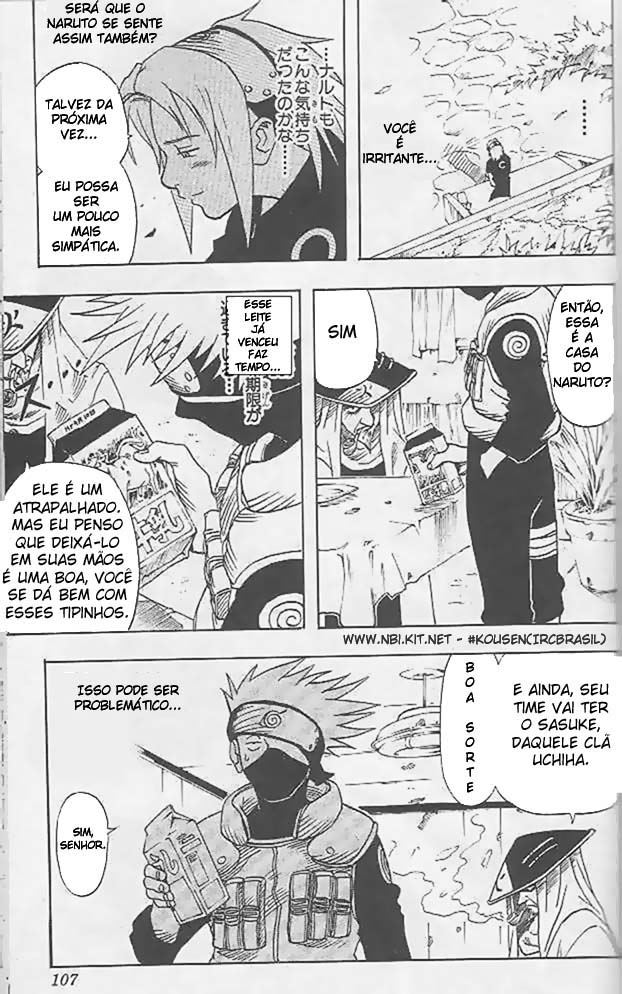 VOCÊ
É
IRRITANTE...
SERÁ QUE O
NARUTO SE SENTE
ASSIM TAMBÉM?
…ナルトも
こんな気持ち
だったのかな……
TALVEZ DA
PRÓXIMA
VEZ...
EU POSSA
SER
UM POUCO
MAIS
SIMPÁTICA.
ENTÃO,
ESSA
É A
CASA
DO
NARUTO?
SIM
ESSE
LEITE
JÁ
VENCEU
FAZ
TEMPO...
期限が
ELE É UM
ATRAPALHADO.
MAS EU PENSO
QUE DEIXÁ-LO
EM SUAS MÃOS
É UMA BOA, VOCÊ
SE DÁ BEM COM
ESSES TIPINHOS.
WWW.NBI.KIT.NET - #KOUSEN(IRCBRASIL)
E AINDA, SEU
TIME VAI TER
O SASUKE,
DAQUELE CLÃ
UCHIHA.
BOA SORTE
ISSO PODE SER
PROBLEMÁTICO...
SIM,
SENHOR.
107